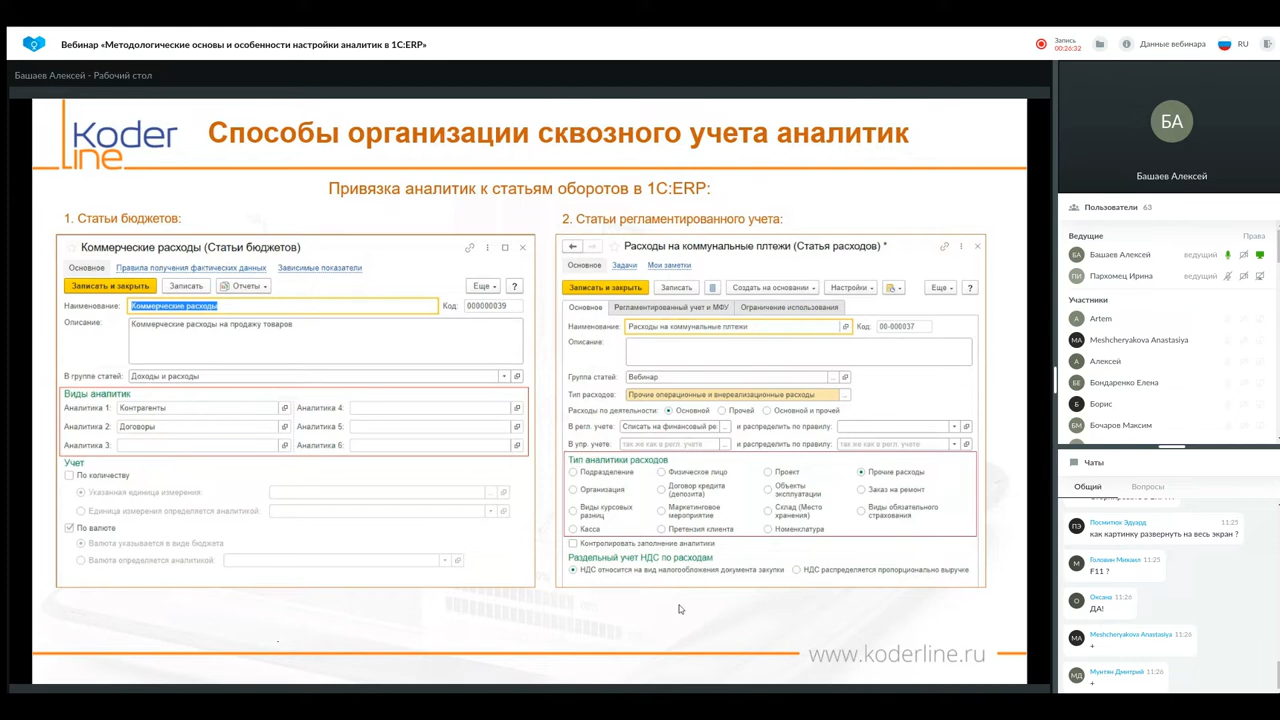 Вебинар «Методологические основы и особенности настройки аналитик в 1С:ERP»
Запись
00:26:32
Данные вебинара
RU
Башаев Алексей - Рабочий стол
Koder line
Способы организации сквозного учета аналитик
Привязка аналитик к статьям оборотов в 1С:ERP:
1. Статьи бюджетов:
Коммерческие расходы (Статьи бюджетов)
Основное Правила получения фактических данных Зависимые показатели
Записать и закрыть Записать Отчеты Еще ?
Наименование: Коммерческие расходы Код: 000000039
Описание: Коммерческие расходы на продажу товаров
В группе статей: Доходы и расходы
Виды аналитик
Аналитика 1: Контрагенты Аналитика 4:
Аналитика 2: Договоры Аналитика 5:
Аналитика 3: Аналитика 6:
Учет
По количеству
Указанная единица измерения:
Единица измерения определяется аналитикой:
По валюте
Валюта указывается в виде бюджета
Валюта определяется аналитикой:
2. Статьи регламентированного учета:
Расходы на коммунальные плтежи (Статья расходов) *
Основное Задачи Мои заметки
Записать и закрыть Записать Создать на основании Настройки Еще ?
Основное Регламентированный учет и МФУ Ограничение использования
Наименование: Расходы на коммунальные плтежи Код: 00-000037
Описание:
Группа статей: Вебинар
Тип расходов: Прочие операционные и внереализационные расходы
Расходы по деятельности: Основной Прочей Основной и прочей
В регл. учете: Списать на финансовый ре и распределить по правилу:
В упр. учете: так же как в регл. учете и распределить по правилу: так же как в регл. учете
Тип аналитики расходов
Подразделение Физическое лицо Проект Прочие расходы
Организация Договор кредита (депозита) Объекты эксплуатации Заказ на ремонт
Виды курсовых разниц Маркетинговое мероприятие Склад (Место хранения) Виды обязательного страхования
Касса Претензия клиента Номенклатура
Контролировать заполнение аналитики
Раздельный учет НДС по расходам
НДС относится на вид налогообложения документа закупки НДС распределяется пропорционально выручке
www.koderline.ru
БА
Башаев Алексей
Пользователи 63
Ведущие Права
БА Башаев Алексей ведущий
ПИ Пархомец Ирина ведущий
Участники
Artem
МА Meshcheryakova Anastasiya
Алексей
БЕ Бондаренко Елена
Б Борис
БМ Бочаров Максим
Чаты
Общий Вопросы
ПЭ Посмитюх Эдуард 11:25
как картинку развернуть на весь экран ?
М Головин Михаил 11:25
F11 ?
О Оксана 11:26
ДА!
МА Meshcheryakova Anastasiya 11:26
+
МД Мунтян Дмитрий 11:26
+